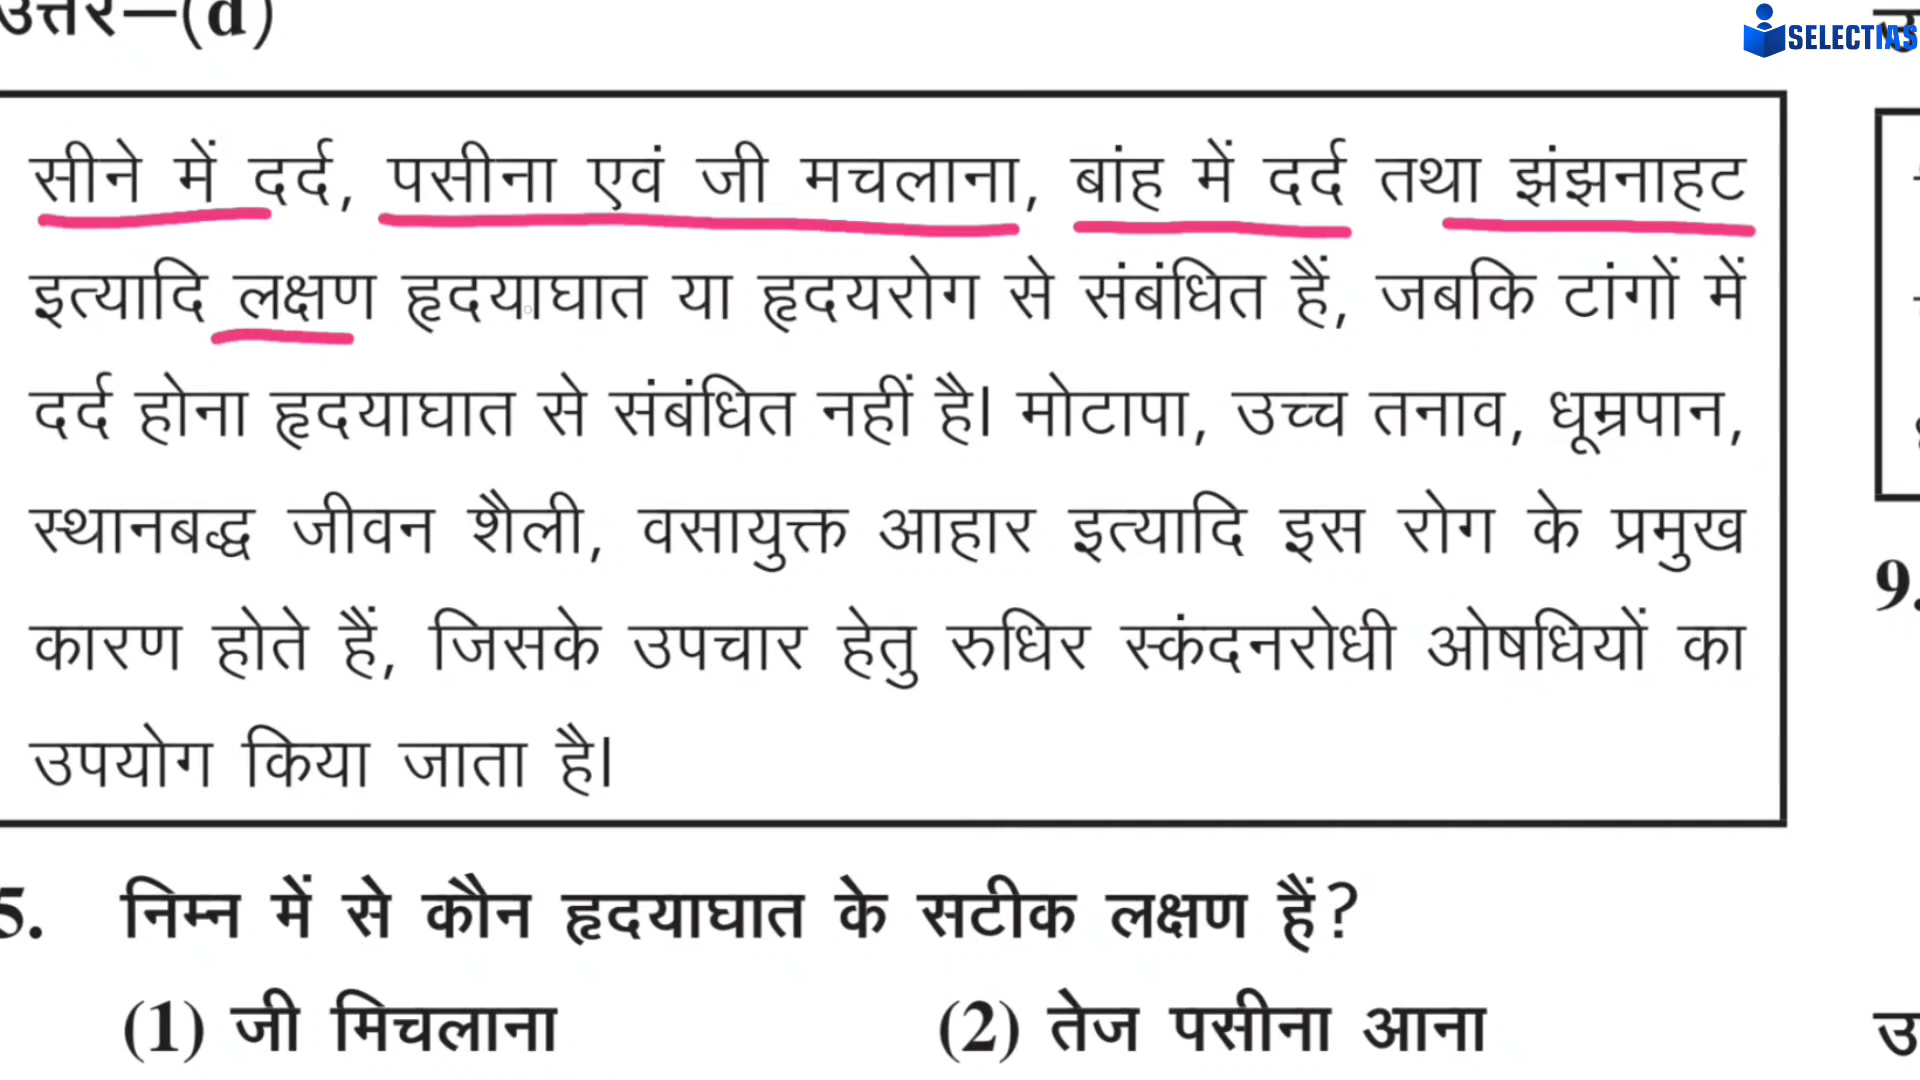 उत्तर—(d)
SELECTIAS
सीने में दर्द, पसीना एवं जी मचलाना, बांह में दर्द तथा झंझनाहट
इत्यादि लक्षण हृदयाघात या हृदयरोग से संबंधित हैं, जबकि टांगों में
दर्द होना हृदयाघात से संबंधित नहीं है। मोटापा, उच्च तनाव, धूम्रपान,
स्थानबद्ध जीवन शैली, वसायुक्त आहार इत्यादि इस रोग के प्रमुख
कारण होते हैं, जिसके उपचार हेतु रुधिर स्कंदनरोधी ओषधियों का
उपयोग किया जाता है।
5. निम्न में से कौन हृदयाघात के सटीक लक्षण हैं?
(1) जी मिचलाना (2) तेज पसीना आना
9.